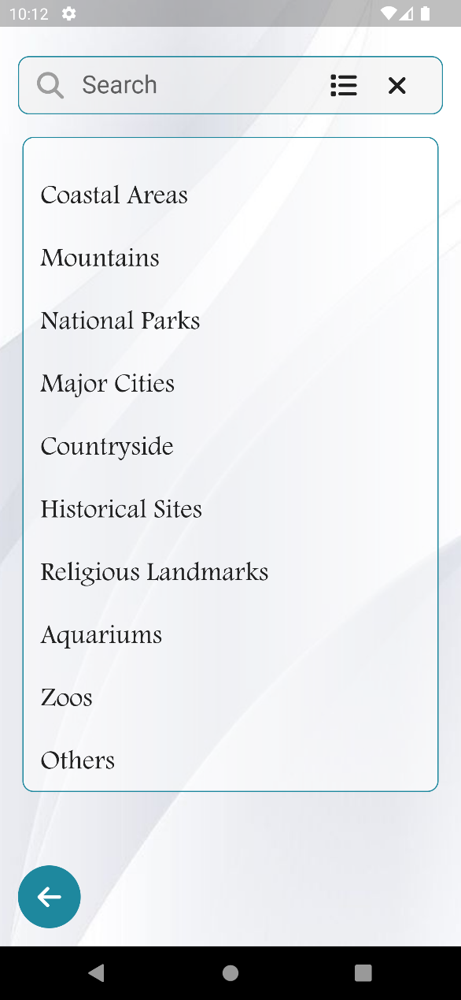 10:12
Search
Coastal Areas
Mountains
National Parks
Major Cities
Countryside
Historical Sites
Religious Landmarks
Aquariums
Zoos
Others